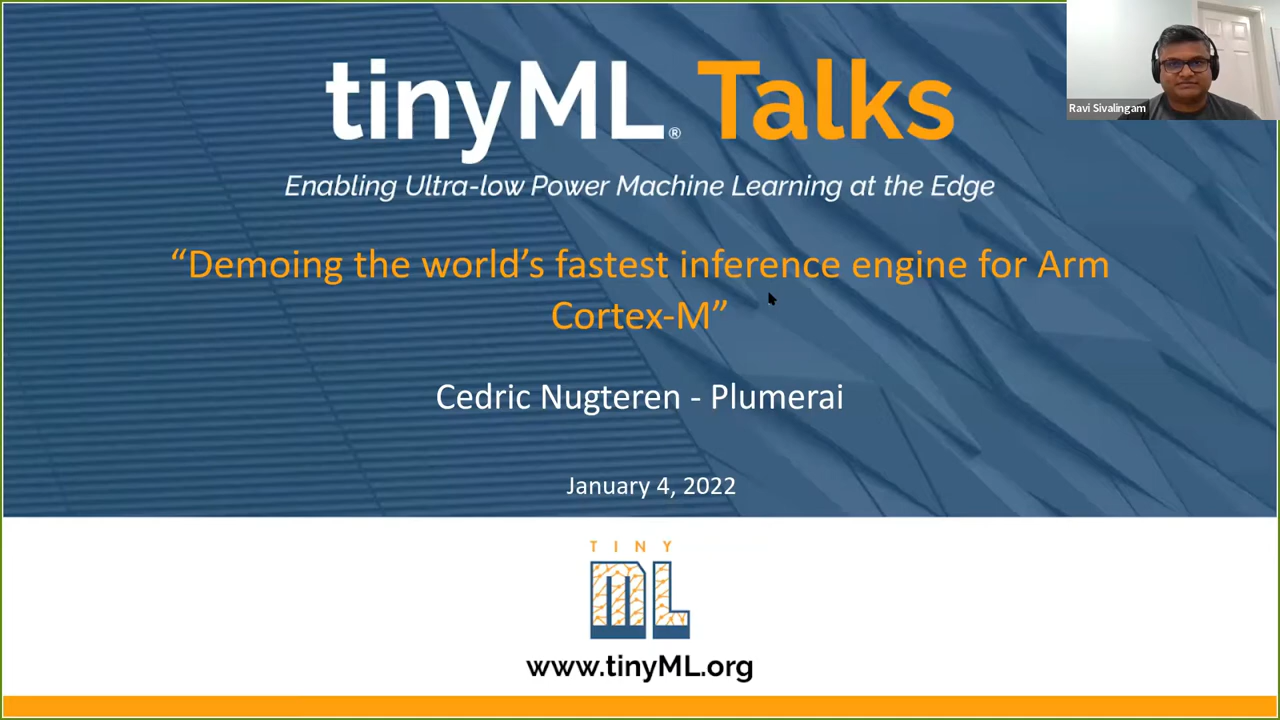 tinyML® Talks
Ravi Sivalingam
Enabling Ultra-low Power Machine Learning at the Edge
“Demoing the world’s fastest inference engine for Arm
Cortex-M”
Cedric Nugteren - Plumerai
January 4, 2022
TINY
ML
www.tinyML.org